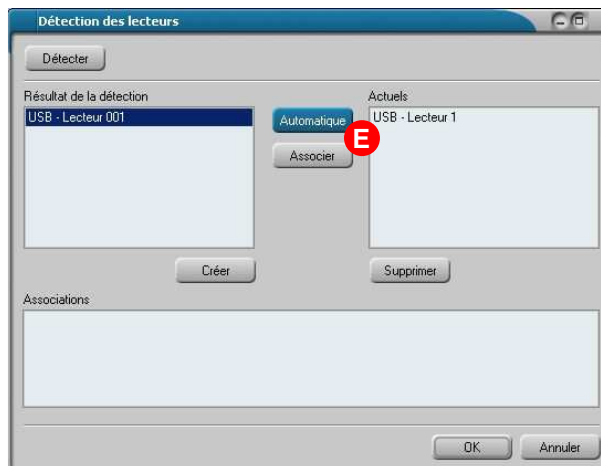 Détection des lecteurs
Détecter
Résultat de la détection
Actuels
USB - Lecteur 001
Automatique
USB - Lecteur 1
E
Associer
Créer
Supprimer
Associations
OK
Annuler